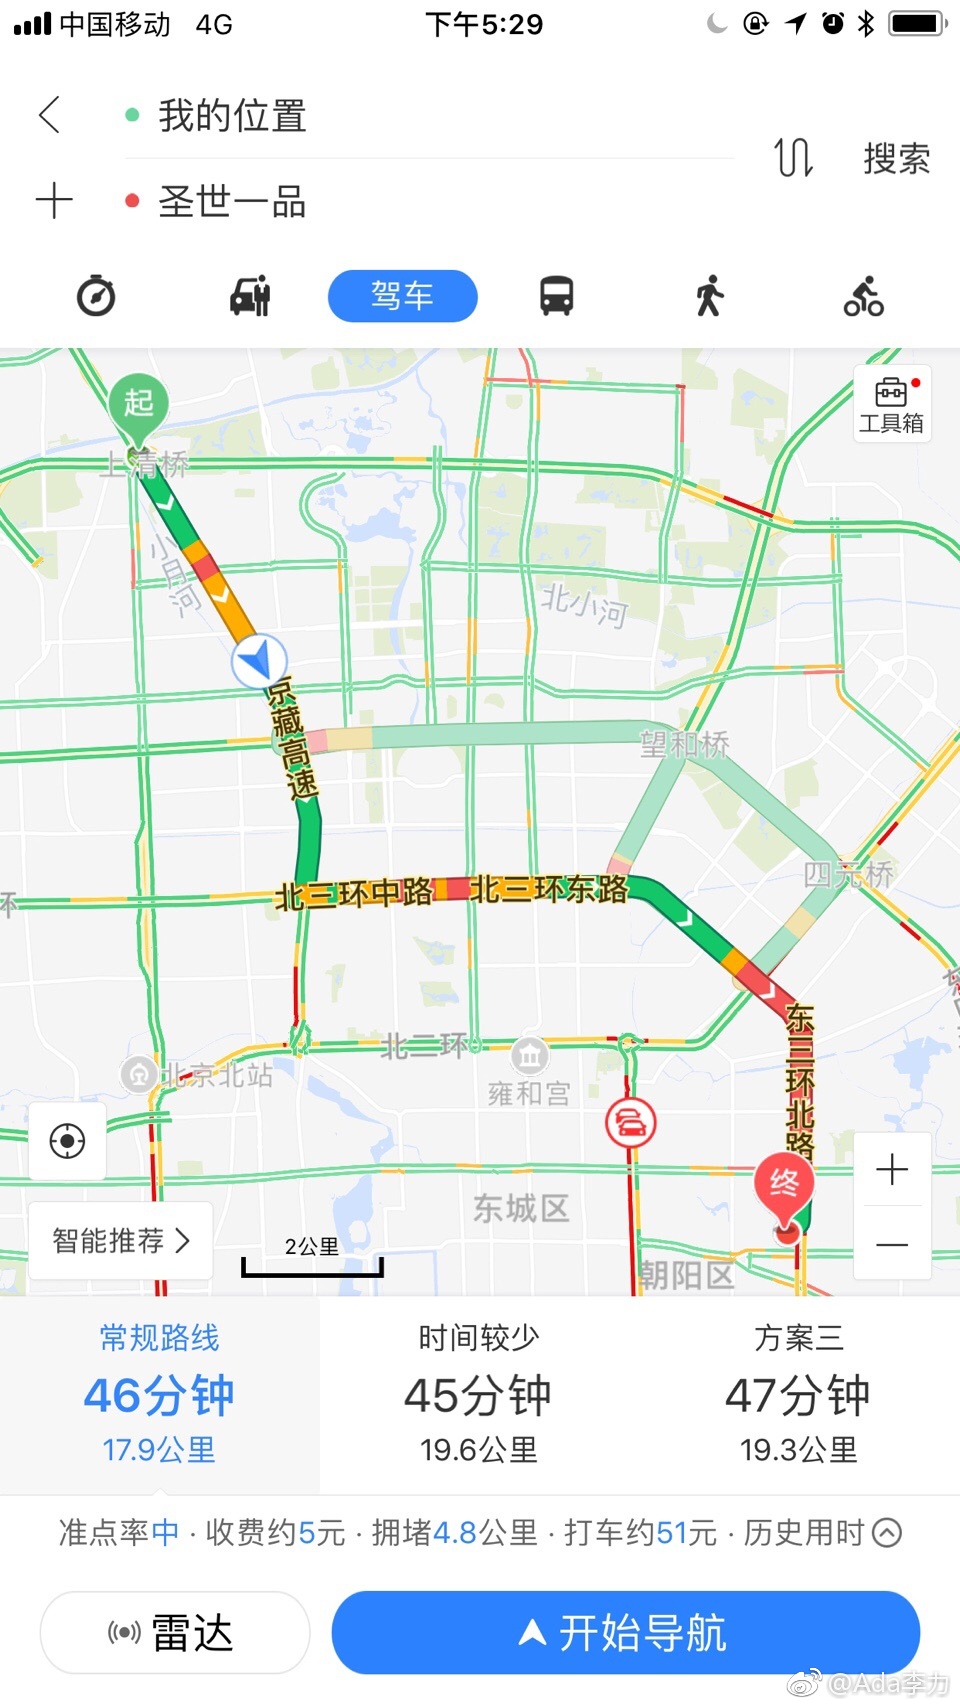 中国移动 4G 下午5:29
我的位置
搜索
圣世一品
驾车
工具箱
起
上清桥
小月河
北小河
京藏高速
望和桥
四元桥
北三环中路
北三环东路
东三环北路
北二环
北京北站
雍和宫
终
东城区
智能推荐
2公里
朝阳区
常规路线 时间较少 方案三
46分钟 45分钟 47分钟
17.9公里 19.6公里 19.3公里
准点率中 · 收费约5元 · 拥堵4.8公里 · 打车约51元 · 历史用时
雷达 开始导航
@Ada李力